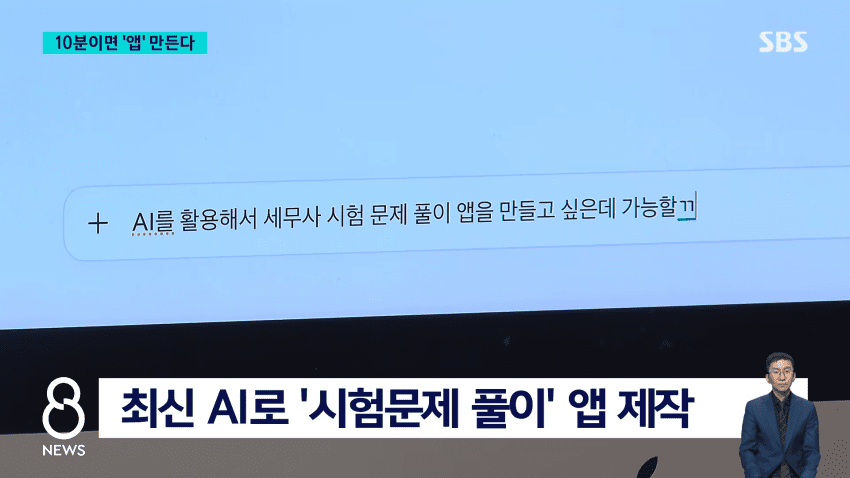 10분이면 '앱' 만든다
SBS
+ AI를 활용해서 세무사 시험 문제 풀이 앱을 만들고 싶은데 가능할ㄲ
8
NEWS
최신 AI로 '시험문제 풀이' 앱 제작